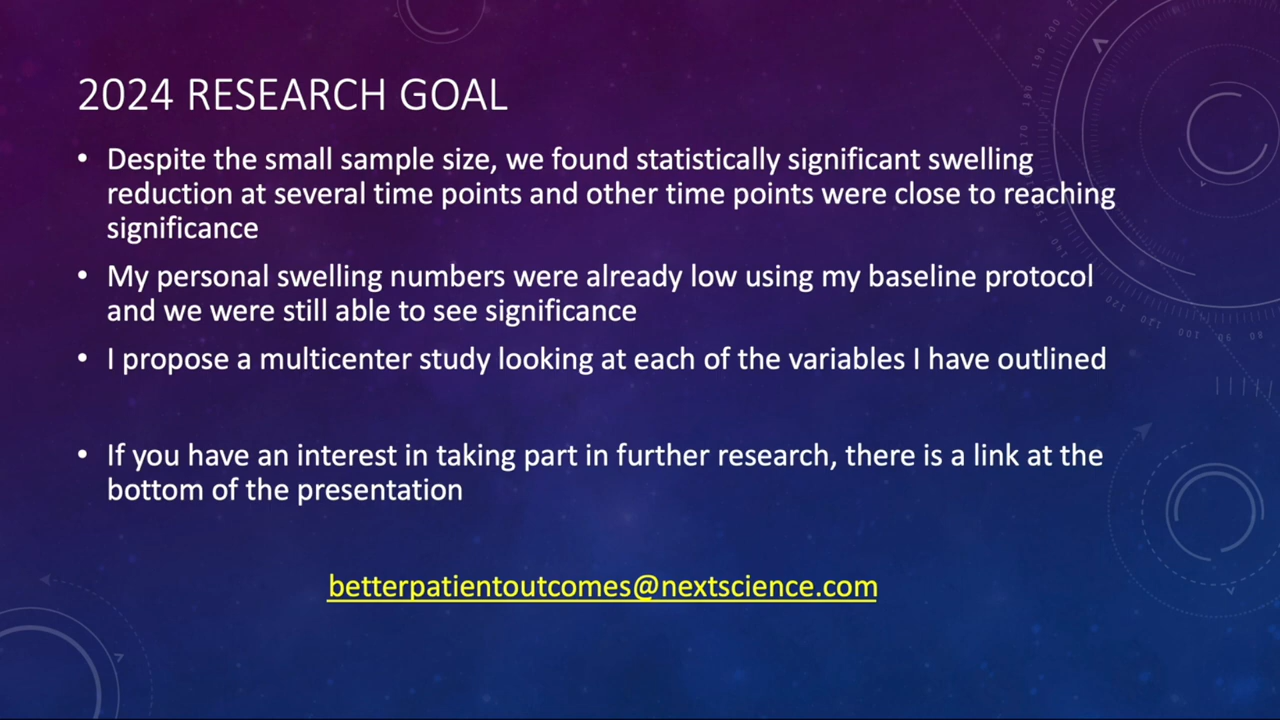 2024 RESEARCH GOAL
• Despite the small sample size, we found statistically significant swelling
reduction at several time points and other time points were close to reaching
significance
• My personal swelling numbers were already low using my baseline protocol
and we were still able to see significance
• I propose a multicenter study looking at each of the variables I have outlined
• If you have an interest in taking part in further research, there is a link at the
bottom of the presentation
betterpatientoutcomes@nextscience.com